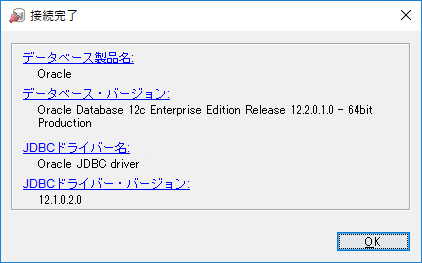 接続完了
データベース製品名:
Oracle
データベース・バージョン:
Oracle Database 12c Enterprise Edition Release 12.2.0.1.0 - 64bit
Production
JDBCドライバー名:
Oracle JDBC driver
JDBCドライバー・バージョン:
12.1.0.2.0
OK